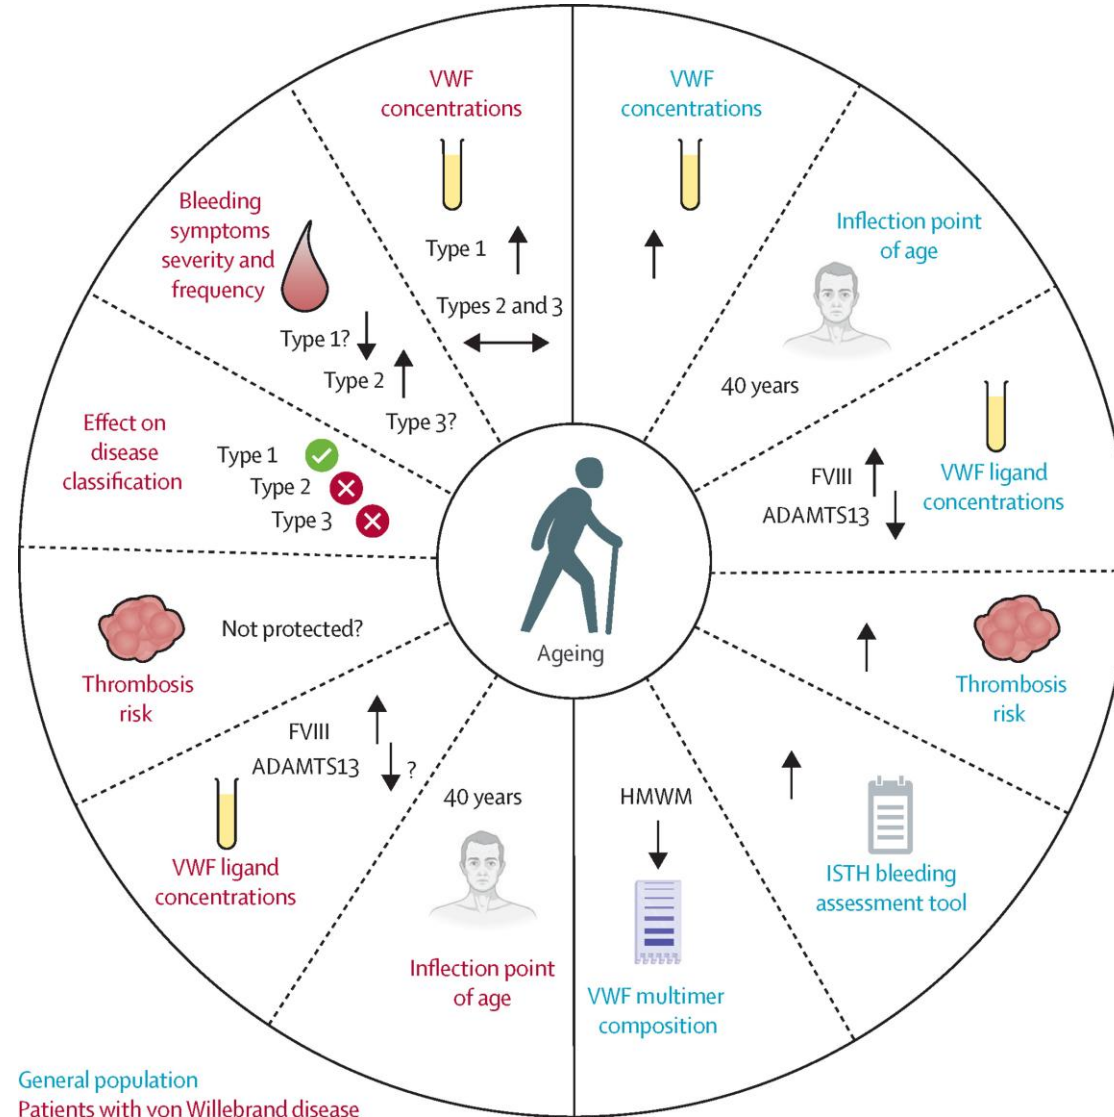 VWF
concentrations
Type 1
Types 2 and 3
VWF
concentrations
Inflection point
of age
40 years
FVIII
ADAMTS13
VWF ligand
concentrations
Thrombosis
risk
ISTH bleeding
assessment tool
HMWM
VWF multimer
composition
40 years
Inflection point
of age
FVIII
ADAMTS13 ?
VWF ligand
concentrations
Not protected?
Thrombosis
risk
Effect on
disease
classification
Type 1
Type 2
Type 3
Bleeding
symptoms
severity and
frequency
Type 1?
Type 2
Type 3?
Ageing
General population
Patients with von Willebrand disease